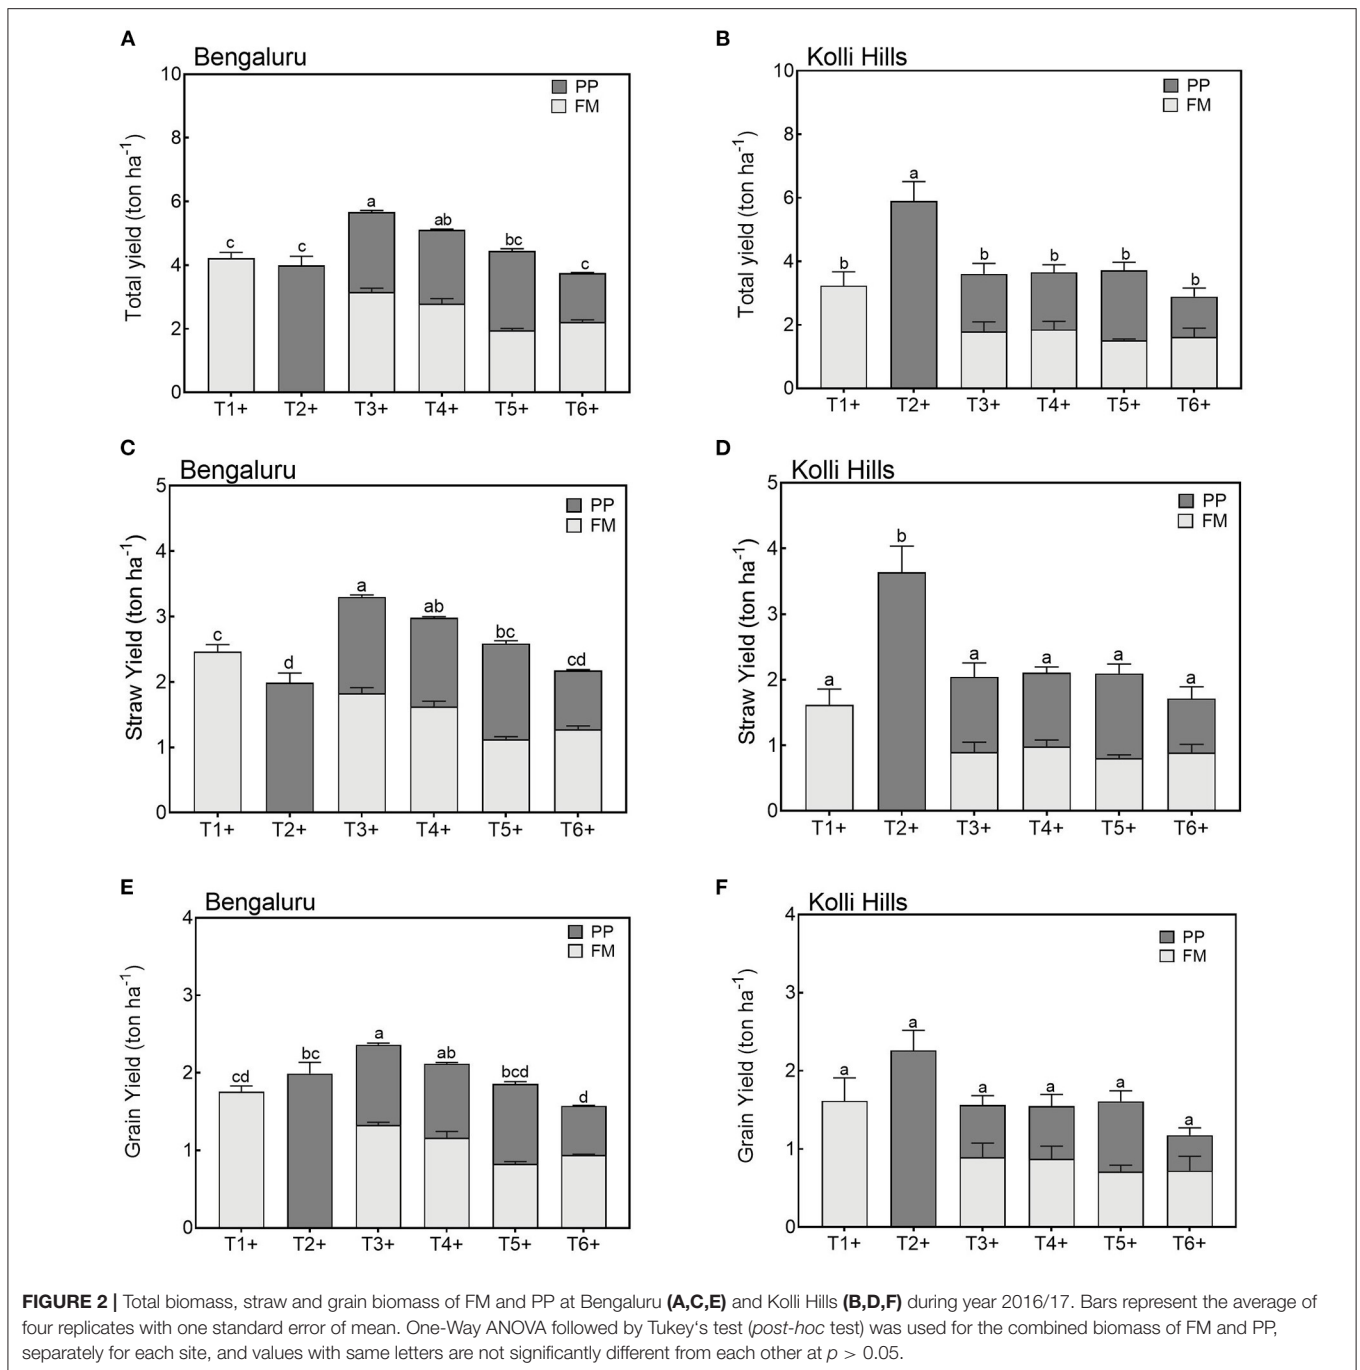 A
Bengaluru
Total yield (ton ha⁻¹)
10
8
6
4
2
0
PP
FM
c
c
a
ab
bc
c
T1+ T2+ T3+ T4+ T5+ T6+
B
Kolli Hills
Total yield (ton ha⁻¹)
10
8
6
4
2
0
PP
FM
b
a
b
b
b
b
T1+ T2+ T3+ T4+ T5+ T6+
C
Bengaluru
Straw Yield (ton ha⁻¹)
5
4
3
2
1
0
PP
FM
c
d
a
ab
bc
cd
T1+ T2+ T3+ T4+ T5+ T6+
D
Kolli Hills
Straw Yield (ton ha⁻¹)
5
4
3
2
1
0
PP
FM
a
b
a
a
a
a
T1+ T2+ T3+ T4+ T5+ T6+
E
Bengaluru
Grain Yield (ton ha⁻¹)
4
3
2
1
0
PP
FM
cd
bc
a
ab
bcd
d
T1+ T2+ T3+ T4+ T5+ T6+
F
Kolli Hills
Grain Yield (ton ha⁻¹)
4
3
2
1
0
PP
FM
a
a
a
a
a
a
T1+ T2+ T3+ T4+ T5+ T6+
FIGURE 2 | Total biomass, straw and grain biomass of FM and PP at Bengaluru (A,C,E) and Kolli Hills (B,D,F) during year 2016/17. Bars represent the average of
four replicates with one standard error of mean. One-Way ANOVA followed by Tukey‘s test (post-hoc test) was used for the combined biomass of FM and PP,
separately for each site, and values with same letters are not significantly different from each other at p > 0.05.